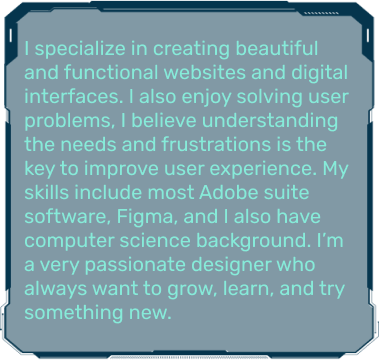 I specialize in creating beautiful
and functional websites and digital
interfaces. I also enjoy solving user
problems, I believe understanding
the needs and frustrations is the
key to improve user experience. My
skills include most Adobe suite
software, Figma, and I also have
computer science background. I’m
a very passionate designer who
always want to grow, learn, and try
something new.